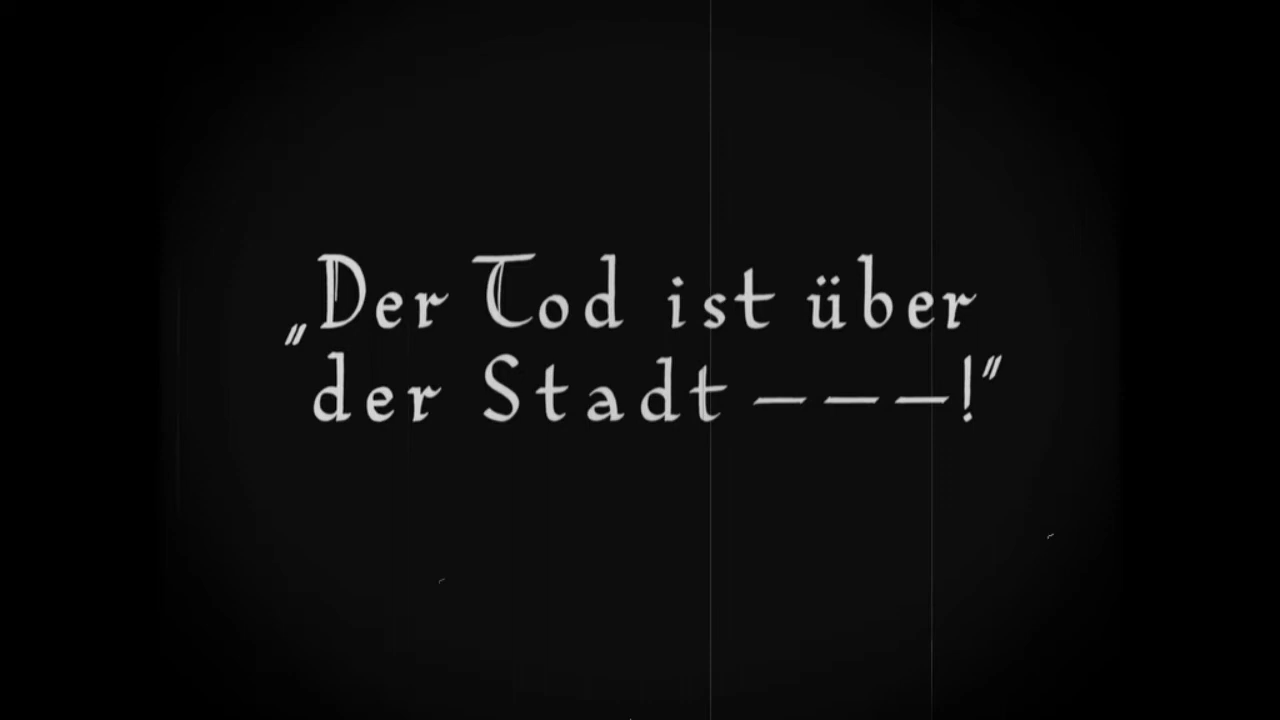 „Der Tod ist über
der Stadt — — —!"